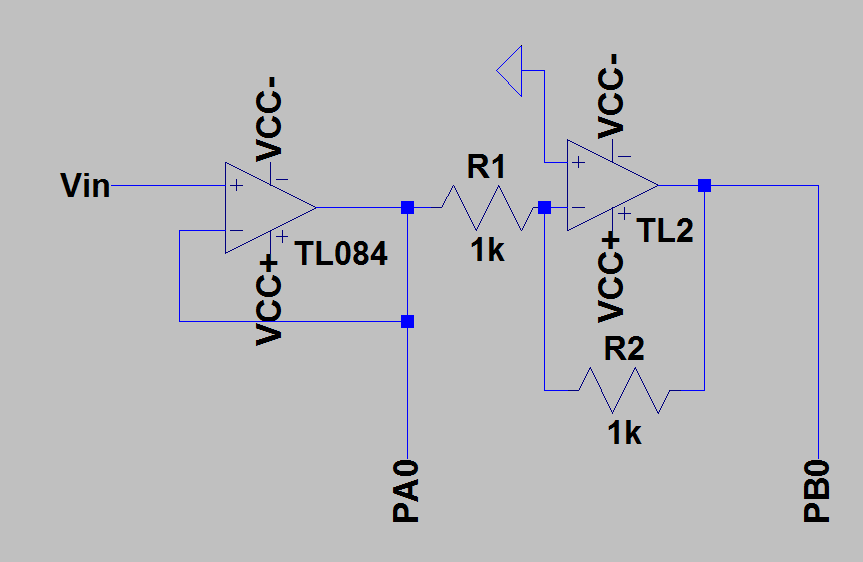 VCC-
VCC-
Vin
+
−
R1
+
−
−
+
TL084
1k
−
+
TL2
VCC+
VCC+
R2
1k
PA0
PB0